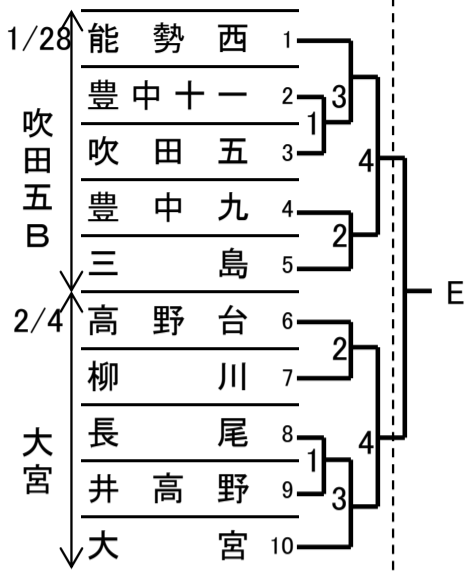 1/28
吹田五B
能勢西 1
豊中十一 2
吹田五 3
豊中九 4
三島 5
2/4
大宮
高野台 6
柳川 7
長尾 8
井高野 9
大宮 10
1
3
2
4
2
1
3
4
E